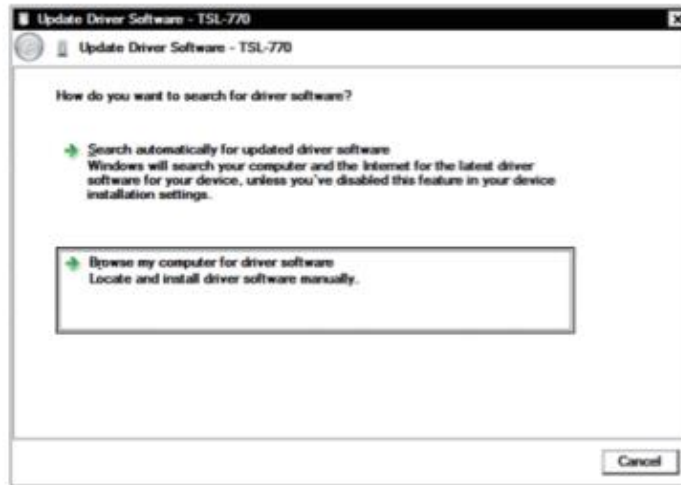 Update Driver Software - TSL-770
Update Driver Software - TSL-770
How do you want to search for driver software?
Search automatically for updated driver software
Windows will search your computer and the Internet for the latest driver
software for your device, unless you've disabled this feature in your device
installation settings.
Browse my computer for driver software
Locate and install driver software manually.
Cancel